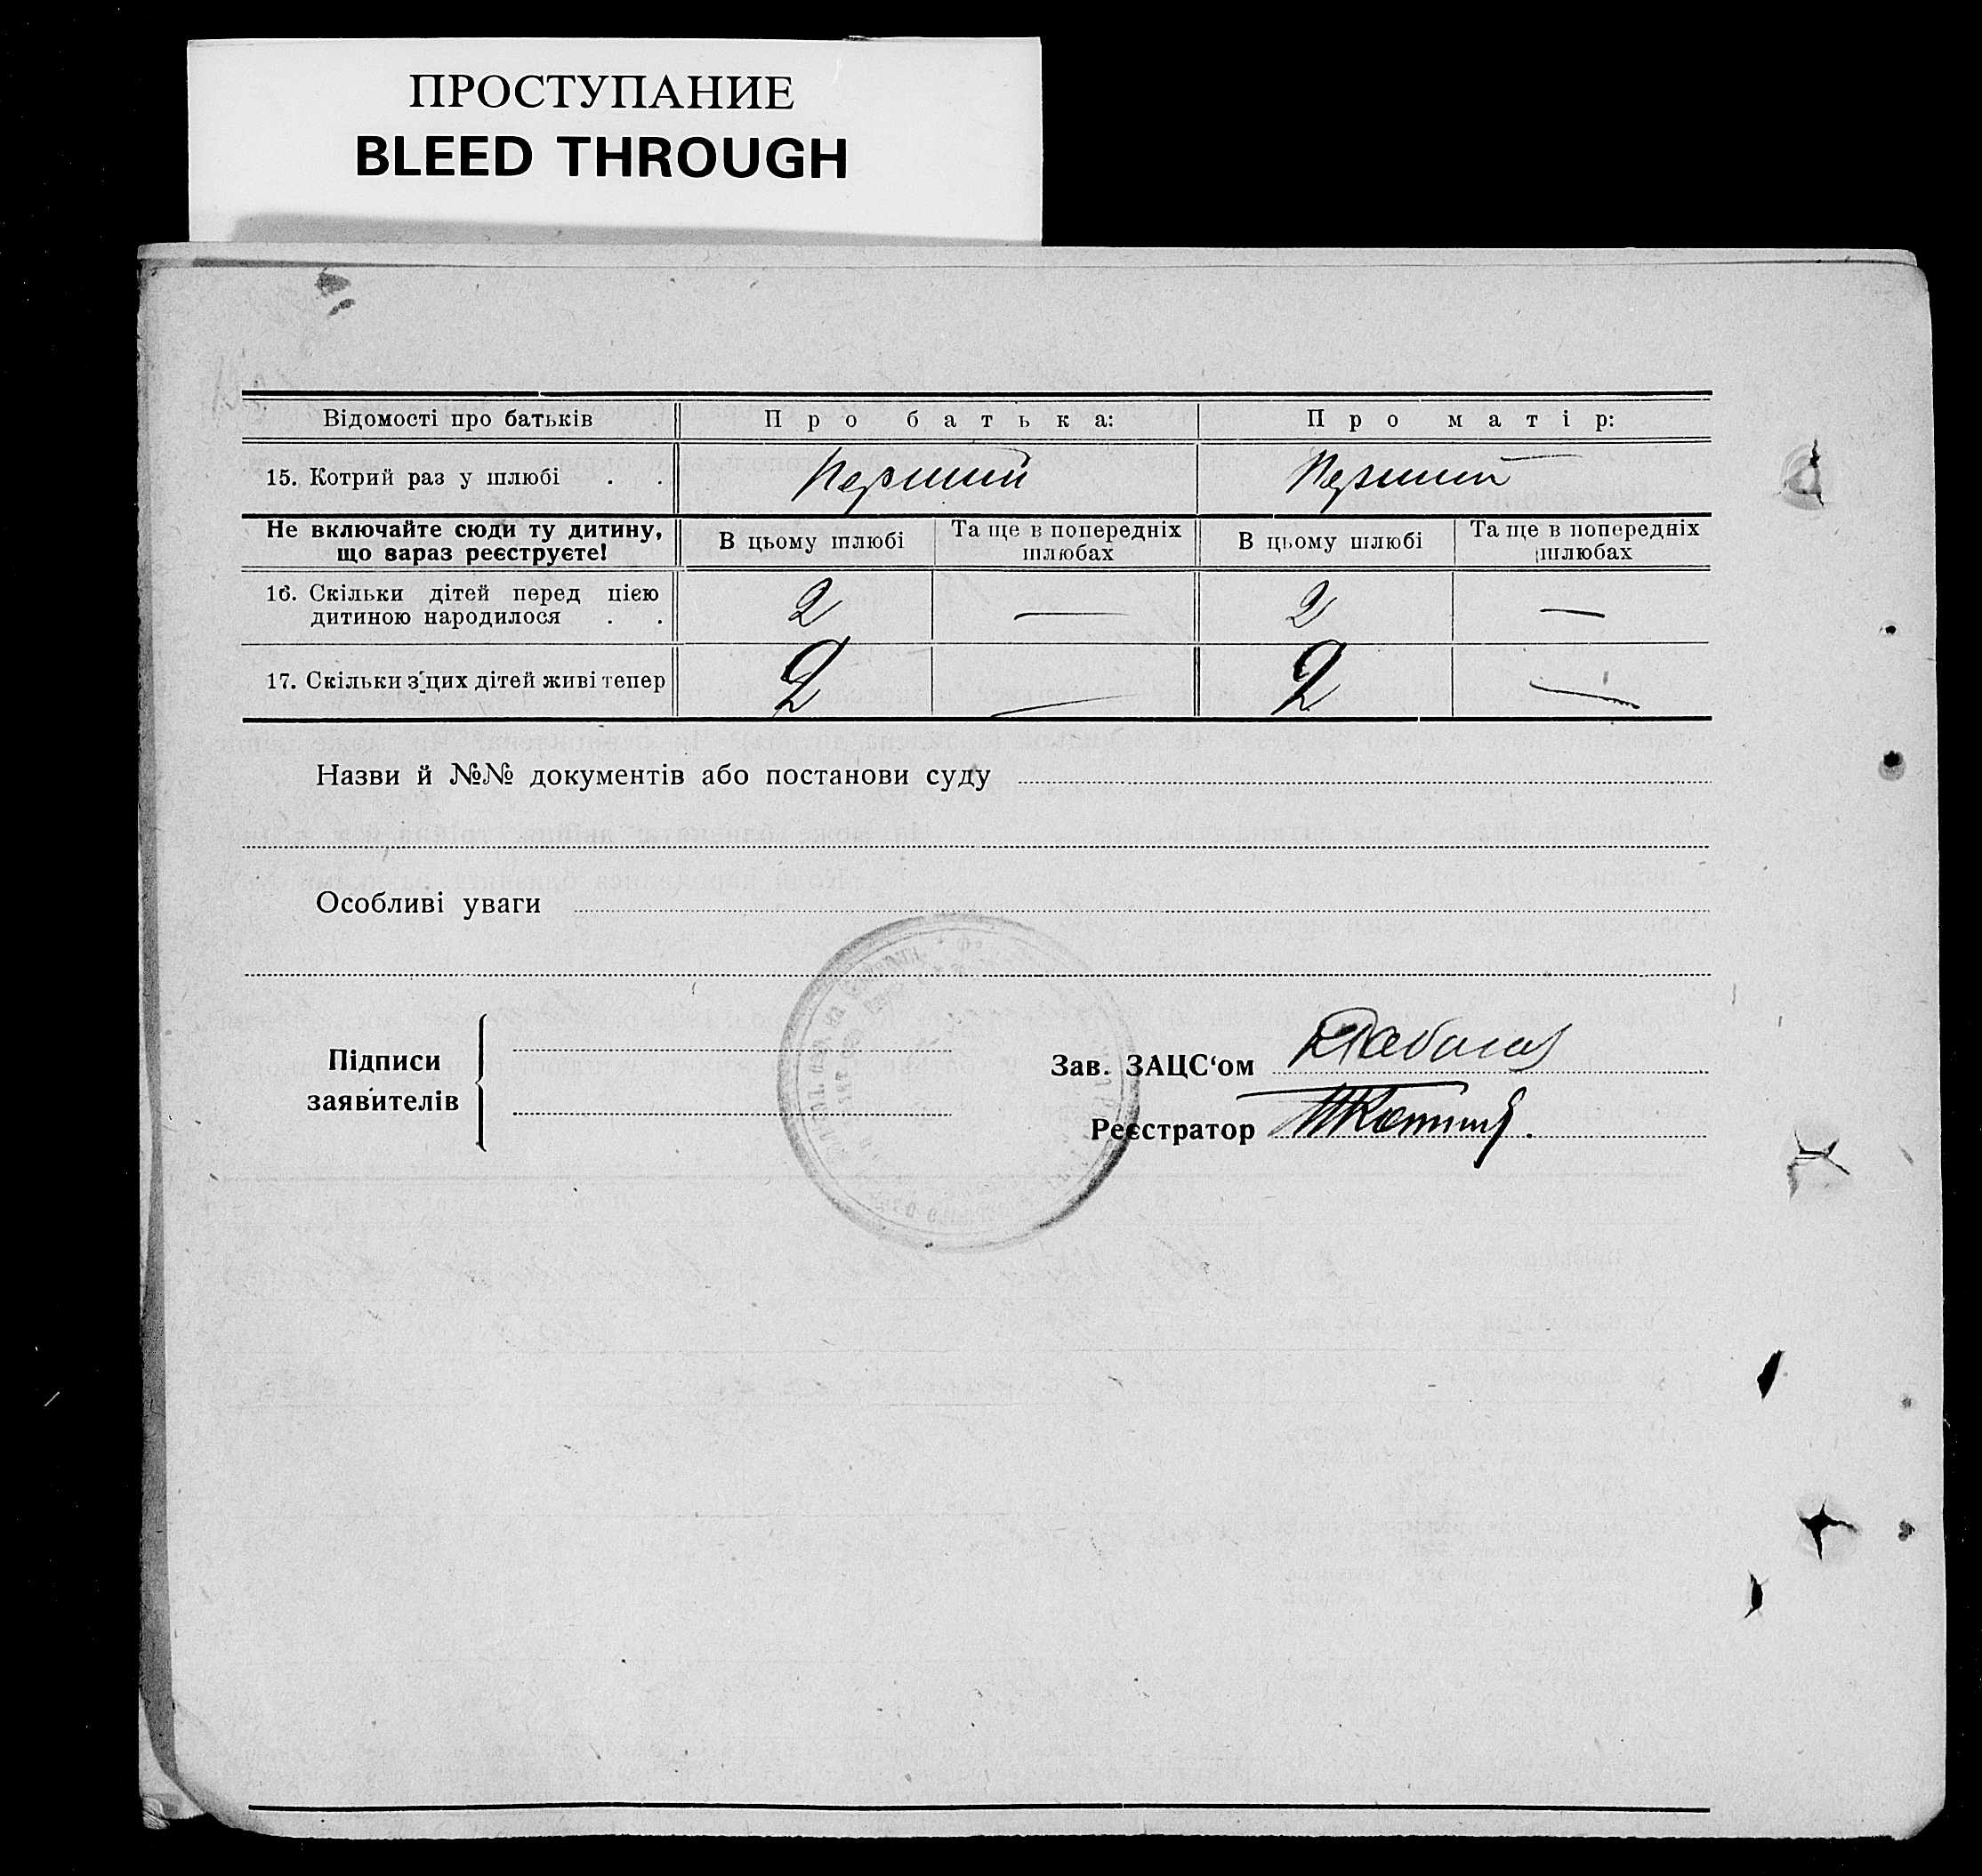 ПРОСТУПАНИЕ
BLEED THROUGH
Відомості про батьків Про батька: Про матір:
15. Котрий раз у шлюбі . . Перший Перший
Не включайте сюди ту дитину, що зараз реєструєте! В цьому шлюбі Та ще в попередніх шлюбах В цьому шлюбі Та ще в попередніх шлюбах
16. Скільки дітей перед цією
дитиною народилося . . 2 — 2 —
17. Скільки з цих дітей живі тепер 2 — 2 —
Назви й №№ документів або постанови суду
Особливі уваги
Підписи
заявителів
Зав. ЗАЦС‘ом
Реєстратор